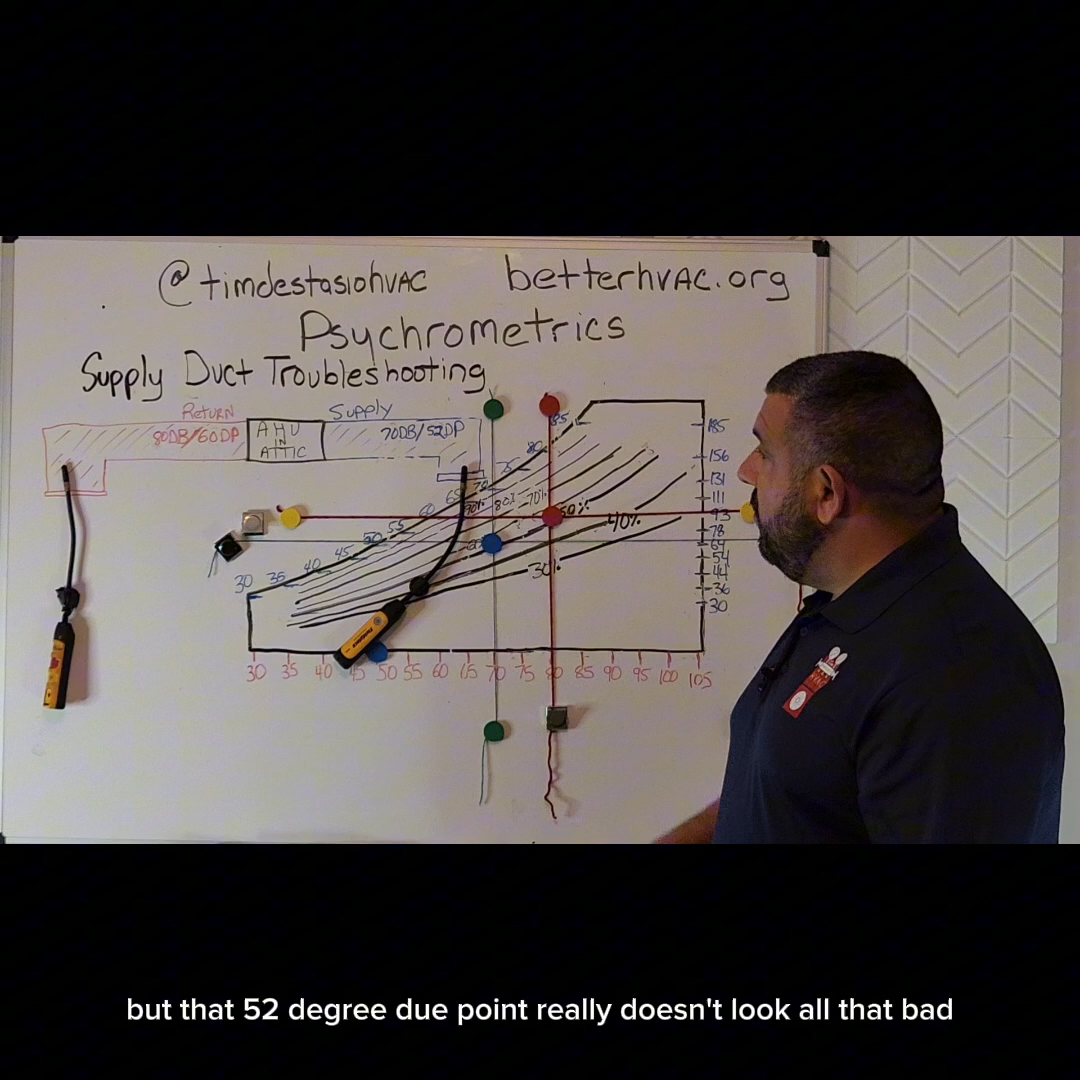 @timdestasiohvac betterhvac.org
Psychrometrics
Supply Duct Troubleshooting
Return
Supply
80DB/60DP
AHU
IN
ATTIC
70DB/52DP
85
80
75
70
65
60
55
50
45
40
35
30
90%
80%
70%
40%
30%
185
156
131
111
93
78
64
54
44
36
30
30 35 40 45 50 55 60 65 70 75 80 85 90 95 100 105
but that 52 degree due point really doesn't look all that bad